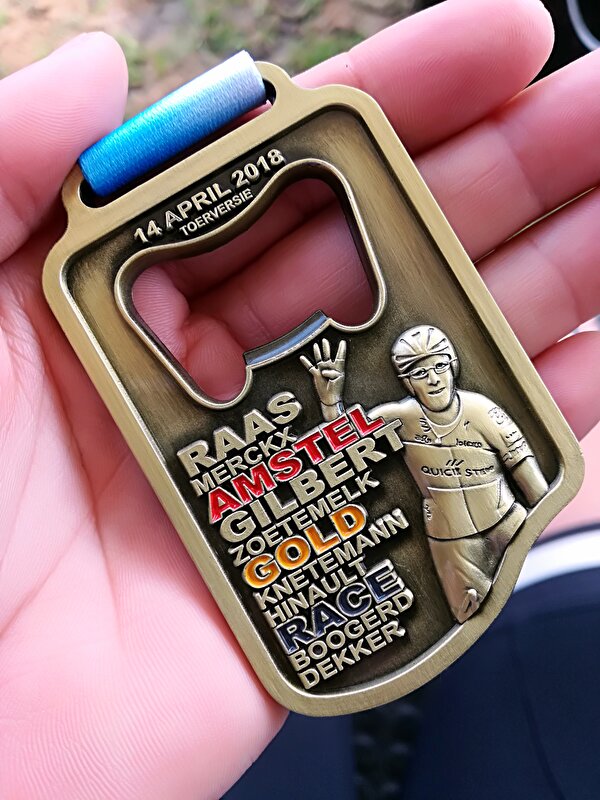 14 APRIL 2018
TOERVERSIE
RAAS
MERCKX
AMSTEL
GILBERT
ZOETEMELK
GOLD
KNETEMANN
HINAULT
RACE
BOOGERD
DEKKER
QUICK STEP